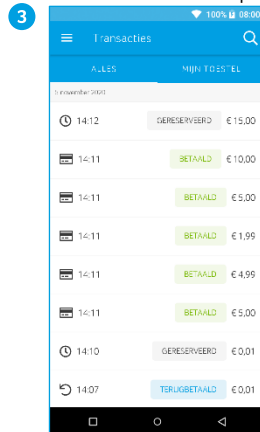 3
100% 08:00
Transacties
ALLES MIJN TOESTEL
5 november 2021
14:12 GERESERVEERD € 15,00
14:11 BETAALD € 10,00
14:11 BETAALD € 5,00
14:11 BETAALD € 1,99
14:11 BETAALD € 4,99
14:11 BETAALD € 5,00
14:10 GERESERVEERD € 0,01
14:07 TERUGBETAALD € 0,01